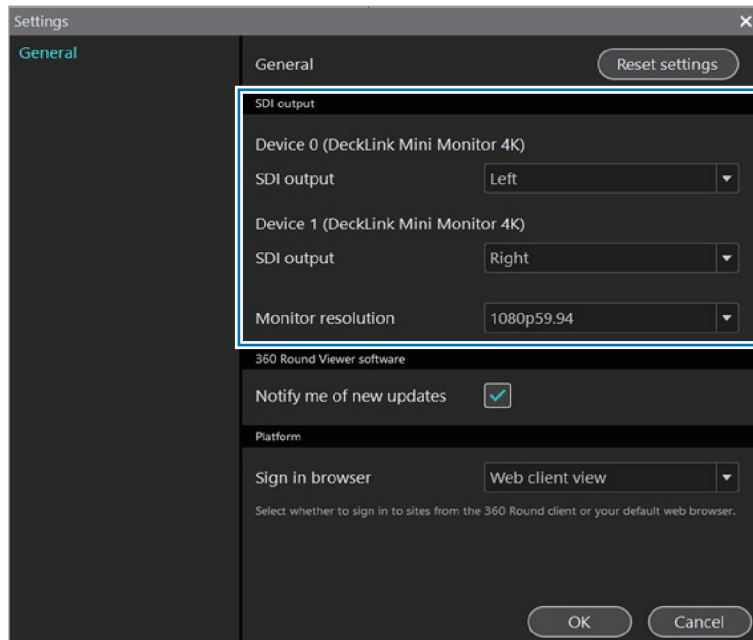 Settings
General
General
Reset settings
SDI output
Device 0 (DeckLink Mini Monitor 4K)
SDI output
Left
Device 1 (DeckLink Mini Monitor 4K)
SDI output
Right
Monitor resolution
1080p59.94
360 Round Viewer software
Notify me of new updates
Platform
Sign in browser
Web client view
Select whether to sign in to sites from the 360 Round client or your default web browser.
OK
Cancel